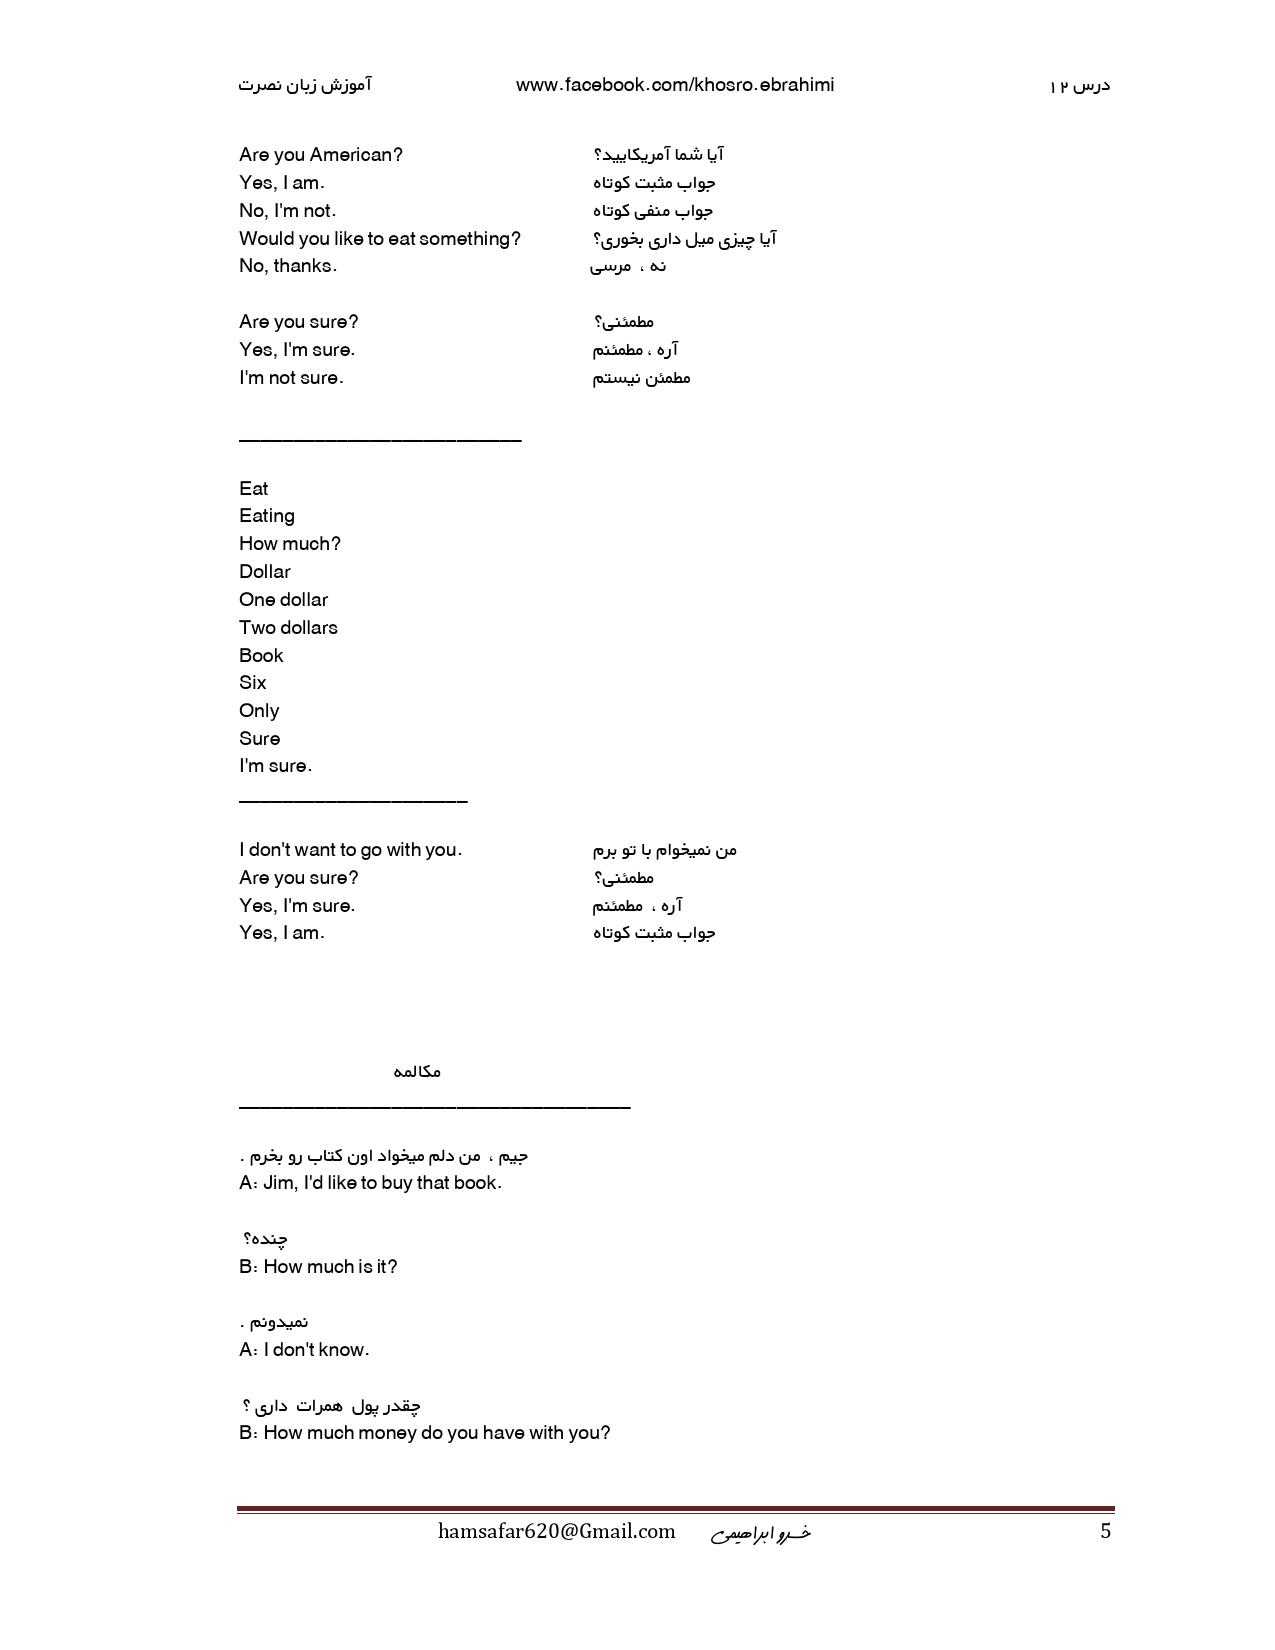 آموزش زبان نصرت www.facebook.com/khosro.ebrahimi درس ۱۲
Are you American? آیا شما آمریکایید؟
Yes, I am. جواب مثبت کوتاه
No, I'm not. جواب منفی کوتاه
Would you like to eat something? آیا چیزی میل داری بخوری؟
No, thanks. نه ، مرسی
Are you sure? مطمئنی؟
Yes, I'm sure. آره ، مطمئنم
I'm not sure. مطمئن نیستم
__________________________
Eat
Eating
How much?
Dollar
One dollar
Two dollars
Book
Six
Only
Sure
I'm sure.
_____________________
I don't want to go with you. من نمیخوام با تو برم
Are you sure? مطمئنی؟
Yes, I'm sure. آره ، مطمئنم
Yes, I am. جواب مثبت کوتاه
مکالمه
____________________________________
جیم ، من دلم میخواد اون کتاب رو بخرم .
A: Jim, I'd like to buy that book.
چنده؟
B: How much is it?
نمیدونم .
A: I don't know.
چقدر پول همرات داری ؟
B: How much money do you have with you?
hamsafar620@Gmail.com خسرو ابراهیمی 5